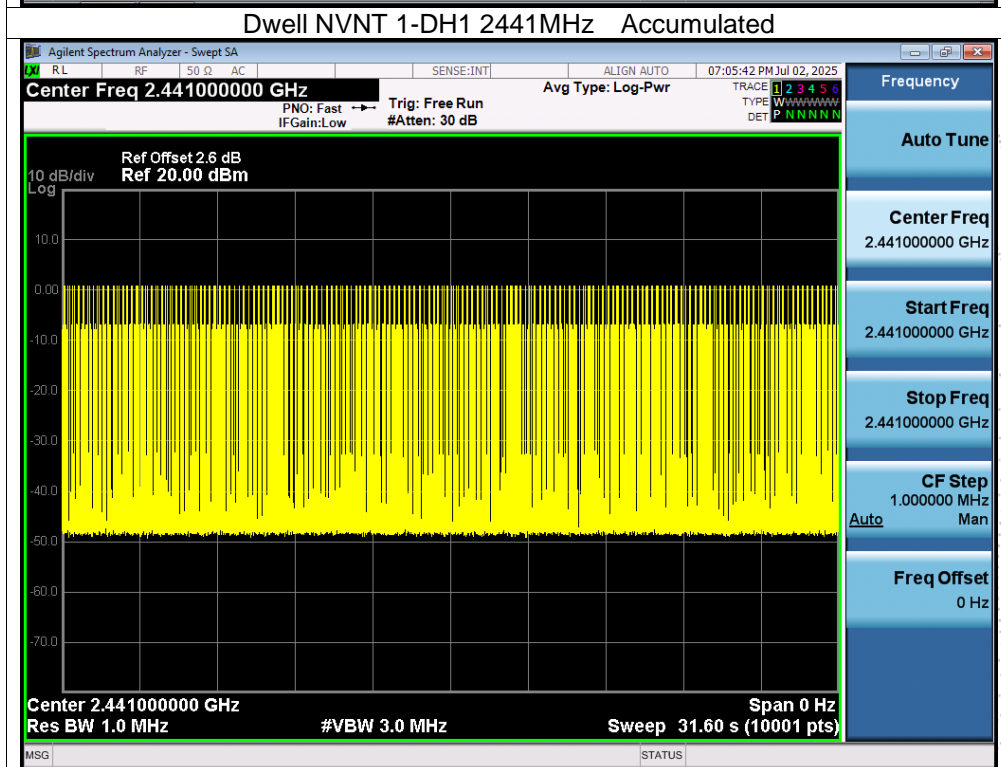 Dwell NVNT 1-DH1 2441MHz Accumulated
Agilent Spectrum Analyzer - Swept SA
LXI RL RF 50 Ω AC SENSE:INT ALIGN AUTO 07:05:42 PM Jul 02, 2025
Center Freq 2.441000000 GHz
PNO: Fast
IFGain:Low
Trig: Free Run
#Atten: 30 dB
Avg Type: Log-Pwr
TRACE 1 2 3 4 5 6
TYPE WWWWWWW
DET P N N N N N
Ref Offset 2.6 dB
10 dB/div Ref 20.00 dBm
Log
10.0
0.00
-10.0
-20.0
-30.0
-40.0
-50.0
-60.0
-70.0
Center 2.441000000 GHz Span 0 Hz
Res BW 1.0 MHz #VBW 3.0 MHz Sweep 31.60 s (10001 pts)
MSG STATUS
Frequency
Auto Tune
Center Freq
2.441000000 GHz
Start Freq
2.441000000 GHz
Stop Freq
2.441000000 GHz
CF Step
1.000000 MHz
Auto Man
Freq Offset
0 Hz